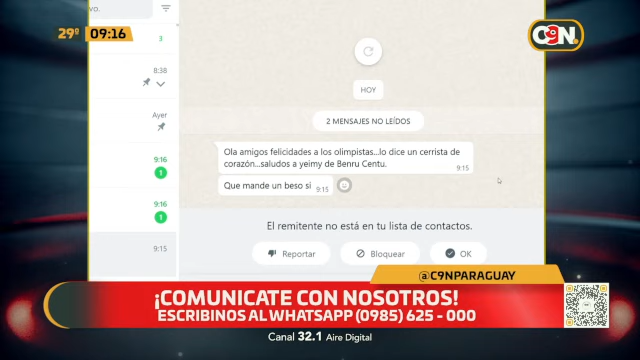 29º 09:16
C9N
vo.
3
8:38
Ayer
9:16
1
9:16
1
9:15
HOY
2 MENSAJES NO LEÍDOS
Ola amigos felicidades a los olimpistas...lo dice un cerrista de
corazón...saludos a yeimy de Benru Centu.
9:15
Que mande un beso si 9:15
El remitente no está en tu lista de contactos.
Reportar Bloquear OK
@C9NPARAGUAY
¡COMUNICATE CON NOSOTROS!
ESCRIBINOS AL WHATSAPP (0985) 625 - 000
Canal 32.1 Aire Digital